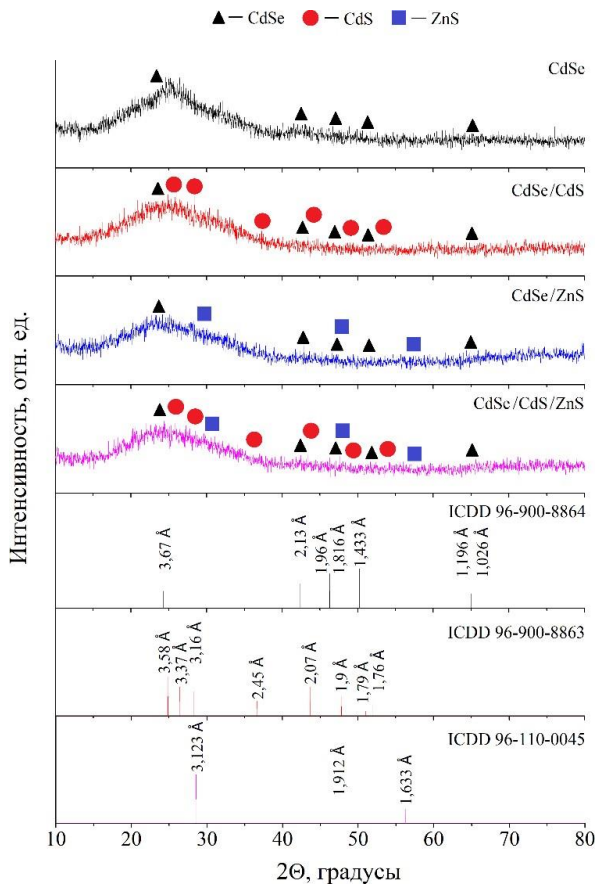 — CdSe — CdS — ZnS
CdSe
CdSe/CdS
CdSe/ZnS
CdSe/CdS/ZnS
Интенсивность, отн. ед.
ICDD 96-900-8864
3,67 Å
2,13 Å
1,96 Å
1,816 Å
1,433 Å
1,196 Å
1,026 Å
ICDD 96-900-8863
3,58 Å
3,37 Å
3,16 Å
2,45 Å
2,07 Å
1,9 Å
1,79 Å
1,76 Å
ICDD 96-110-0045
3,123 Å
1,912 Å
1,633 Å
10 20 30 40 50 60 70 80
2Θ, градусы